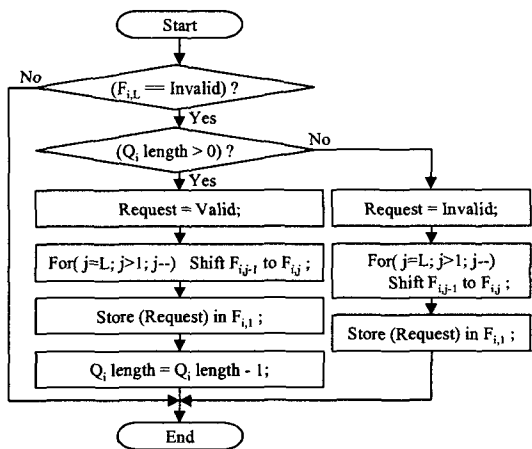 Start
No
(F_{i,L} == Invalid) ?
Yes
No
(Q_i length > 0) ?
Yes
Request = Valid;
Request = Invalid;
For( j=L; j>1; j--) Shift F_{i,j-1} to F_{i,j} ;
For( j=L; j>1; j--)
Shift F_{i,j-1} to F_{i,j} ;
Store (Request) in F_{i,1} ;
Store (Request) in F_{i,1} ;
Q_i length = Q_i length - 1;
End